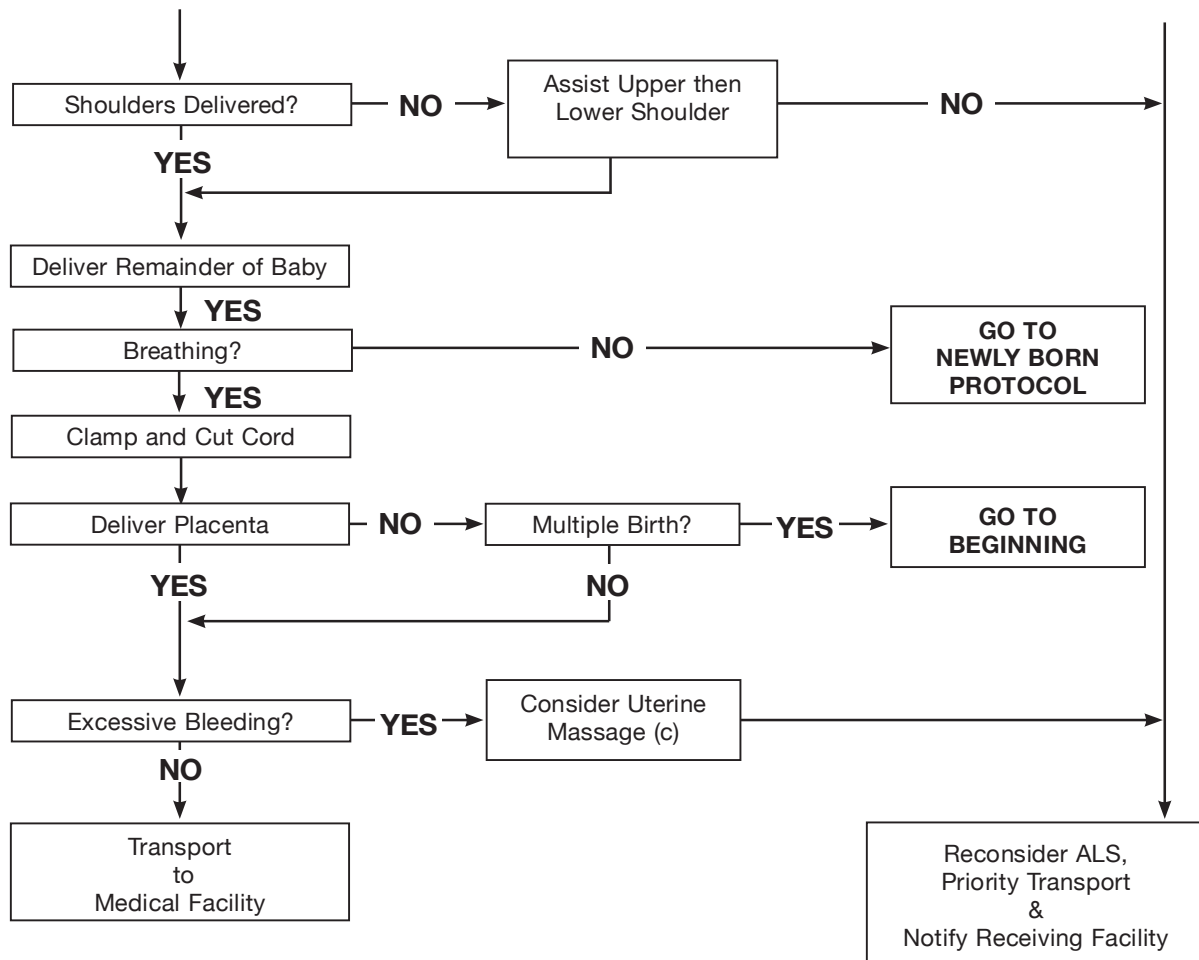 Shoulders Delivered?
NO
Assist Upper then
Lower Shoulder
NO
YES
Deliver Remainder of Baby
YES
Breathing?
NO
GO TO
NEWLY BORN
PROTOCOL
YES
Clamp and Cut Cord
Deliver Placenta
NO
Multiple Birth?
YES
GO TO
BEGINNING
YES
NO
Excessive Bleeding?
YES
Consider Uterine
Massage (c)
NO
Transport
to
Medical Facility
Reconsider ALS,
Priority Transport
&
Notify Receiving Facility